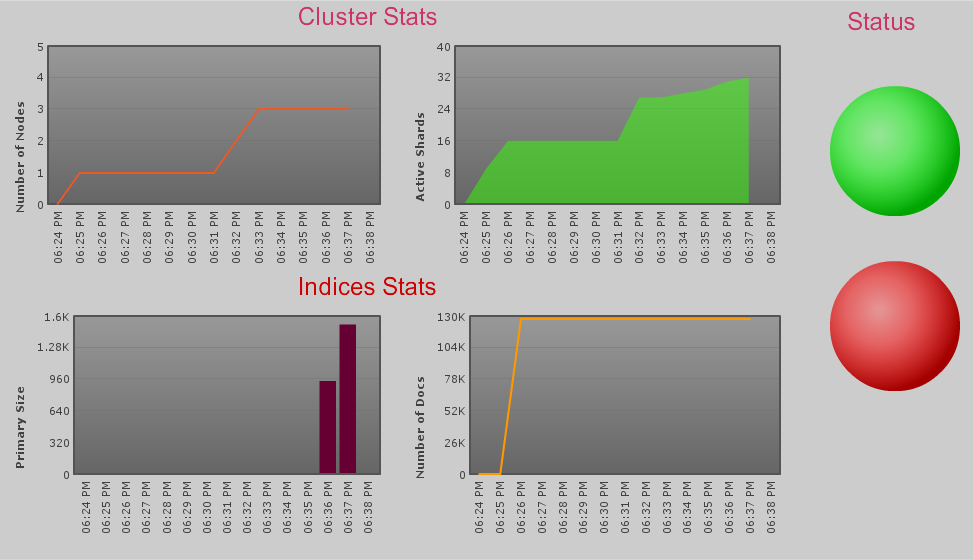 Cluster Stats
Status
Number of Nodes
5
4
3
2
1
0
06:24 PM
06:25 PM
06:26 PM
06:27 PM
06:28 PM
06:29 PM
06:30 PM
06:31 PM
06:32 PM
06:33 PM
06:34 PM
06:35 PM
06:36 PM
06:37 PM
06:38 PM
Active Shards
40
32
24
16
8
0
06:24 PM
06:25 PM
06:26 PM
06:27 PM
06:28 PM
06:29 PM
06:30 PM
06:31 PM
06:32 PM
06:33 PM
06:34 PM
06:35 PM
06:36 PM
06:37 PM
06:38 PM
Indices Stats
Primary Size
1.6K
1.28K
960
640
320
0
06:24 PM
06:25 PM
06:26 PM
06:27 PM
06:28 PM
06:29 PM
06:30 PM
06:31 PM
06:32 PM
06:33 PM
06:34 PM
06:35 PM
06:36 PM
06:37 PM
06:38 PM
Number of Docs
130K
104K
78K
52K
26K
0
06:24 PM
06:25 PM
06:26 PM
06:27 PM
06:28 PM
06:29 PM
06:30 PM
06:31 PM
06:32 PM
06:33 PM
06:34 PM
06:35 PM
06:36 PM
06:37 PM
06:38 PM